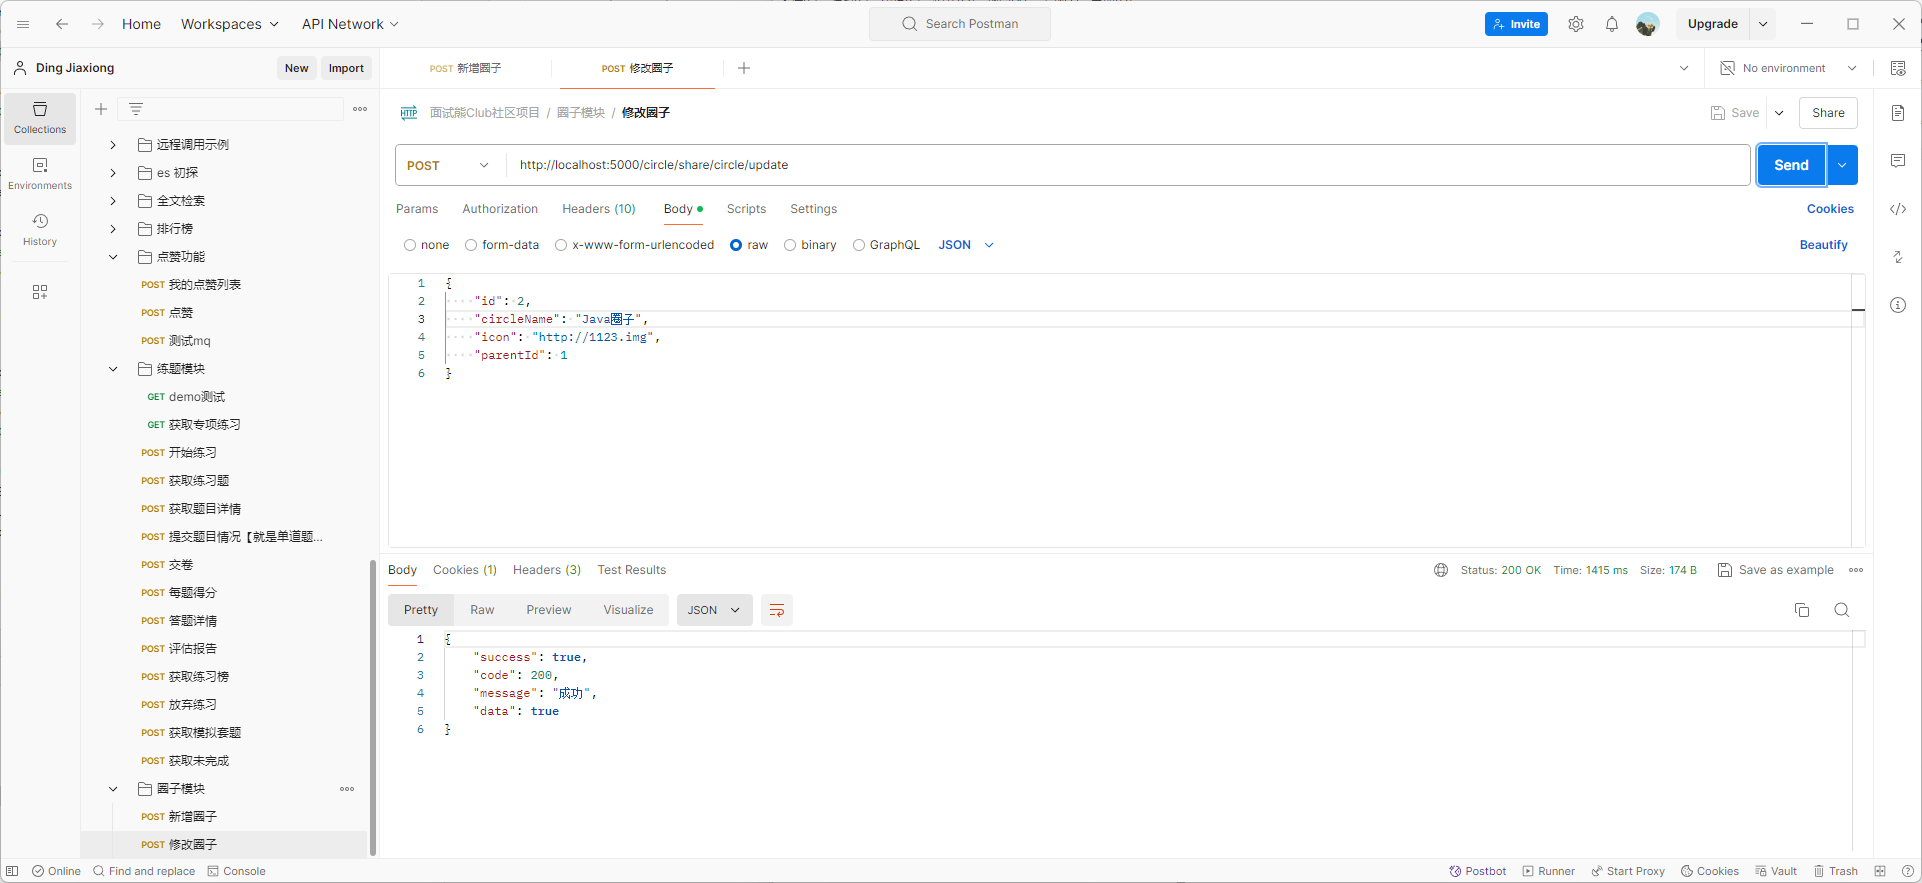 Home Workspaces API Network Search Postman Invite Upgrade
Ding Jiaxiong New Import POST 新增圈子 POST 修改圈子 No environment
Collections
Environments
History
远程调用示例
es 初探
全文检索
排行榜
点赞功能
POST 我的点赞列表
POST 点赞
POST 测试mq
练题模块
GET demo测试
GET 获取专项练习
POST 开始练习
POST 获取练习题
POST 获取题目详情
POST 提交题目情况【就是单道题...
POST 交卷
POST 每题得分
POST 答题详情
POST 评估报告
POST 获取练习榜
POST 放弃练习
POST 获取模拟套题
POST 获取未完成
圈子模块
POST 新增圈子
POST 修改圈子
HTTP 面试熊Club社区项目 / 圈子模块 / 修改圈子 Save Share
POST http://localhost:5000/circle/share/circle/update Send
Params Authorization Headers (10) Body Scripts Settings Cookies
none form-data x-www-form-urlencoded raw binary GraphQL JSON Beautify
1 {
2 "id": 2,
3 "circleName": "Java圈子",
4 "icon": "http://1123.img",
5 "parentId": 1
6 }
Body Cookies (1) Headers (3) Test Results Status: 200 OK Time: 1415 ms Size: 174 B Save as example
Pretty Raw Preview Visualize JSON
1 {
2 "success": true,
3 "code": 200,
4 "message": "成功",
5 "data": true
6 }
Online Find and replace Console Postbot Runner Start Proxy Cookies Vault Trash